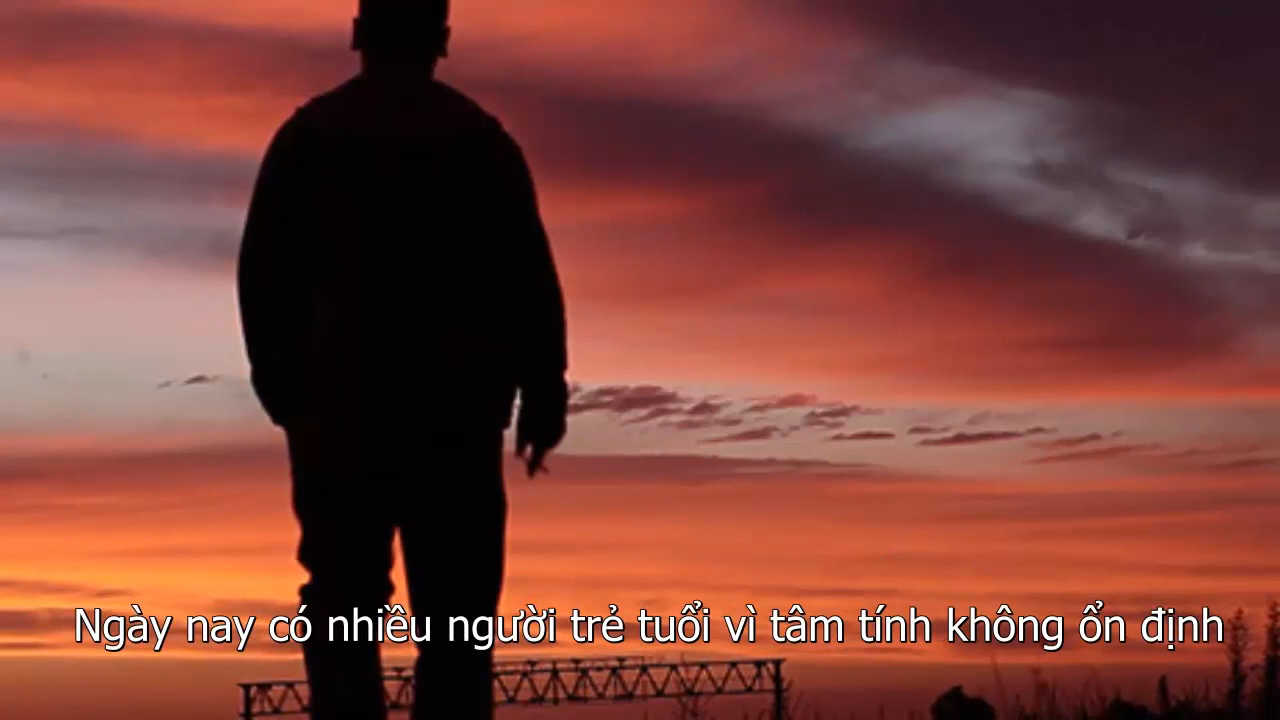 Ngày nay có nhiều người trẻ tuổi vì tâm tính không ổn định